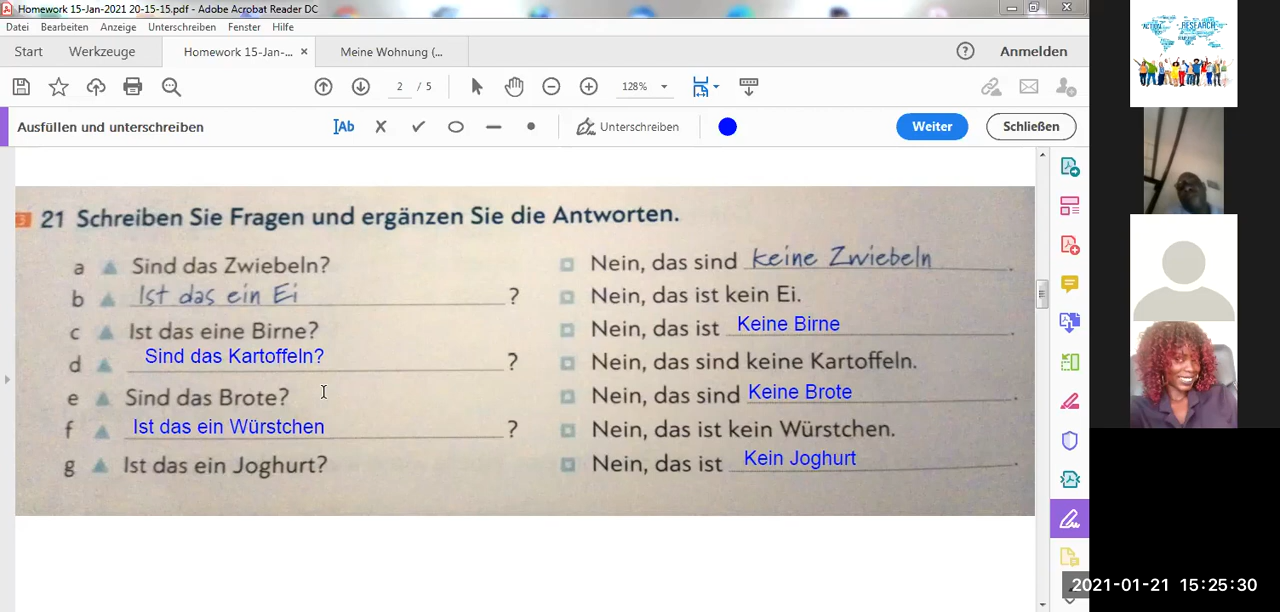 Homework 15-Jan-2021 20-15-15.pdf - Adobe Acrobat Reader DC
Datei Bearbeiten Anzeige Unterschreiben Fenster Hilfe
Start Werkzeuge Homework 15-Jan-... × Meine Wohnung (... Anmelden
2 / 5 128%
Ausfüllen und unterschreiben Ab Unterschreiben Weiter Schließen
ACTION RESEARCH
3 21 Schreiben Sie Fragen und ergänzen Sie die Antworten.
a Sind das Zwiebeln? Nein, das sind keine Zwiebeln.
b Ist das ein Ei? Nein, das ist kein Ei.
c Ist das eine Birne? Nein, das ist Keine Birne.
d Sind das Kartoffeln? ? Nein, das sind keine Kartoffeln.
e Sind das Brote? Nein, das sind Keine Brote.
f Ist das ein Würstchen? Nein, das ist kein Würstchen.
g Ist das ein Joghurt? Nein, das ist Kein Joghurt.
2021-01-21 15:25:30